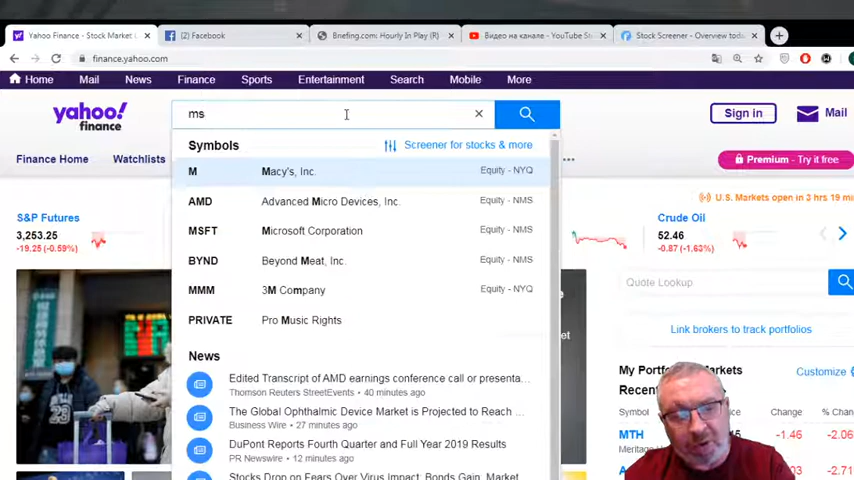 Yahoo Finance - Stock Market L
(2) Facebook
Briefing.com: Hourly In Play (R)
Видео на канале - YouTube St
Stock Screener - Overview toda
finance.yahoo.com
Home Mail News Finance Sports Entertainment Search Mobile More
yahoo!
finance
ms
Sign in
Mail
Finance Home Watchlists
Premium - Try it free
Symbols
Screener for stocks & more
M Macy's, Inc. Equity - NYQ
AMD Advanced Micro Devices, Inc. Equity - NMS
MSFT Microsoft Corporation Equity - NMS
BYND Beyond Meat, Inc. Equity - NMS
MMM 3M Company Equity - NYQ
PRIVATE Pro Music Rights
News
Edited Transcript of AMD earnings conference call or presenta...
Thomson Reuters StreetEvents • 40 minutes ago
The Global Ophthalmic Device Market is Projected to Reach ...
Business Wire • 27 minutes ago
DuPont Reports Fourth Quarter and Full Year 2019 Results
PR Newswire • 12 minutes ago
Stocks Drop on Fears Over Virus Impact; Bonds Gain, Market
U.S. Markets open in 3 hrs 19 min
S&P Futures
3,253.25
-19.25 (-0.59%)
Crude Oil
52.46
-0.87 (-1.63%)
Quote Lookup
Link brokers to track portfolios
My Portfo Markets
Customize
Recen
Symbol Change % Chan
MTH -1.46 -2.06
Meritage
-2.71